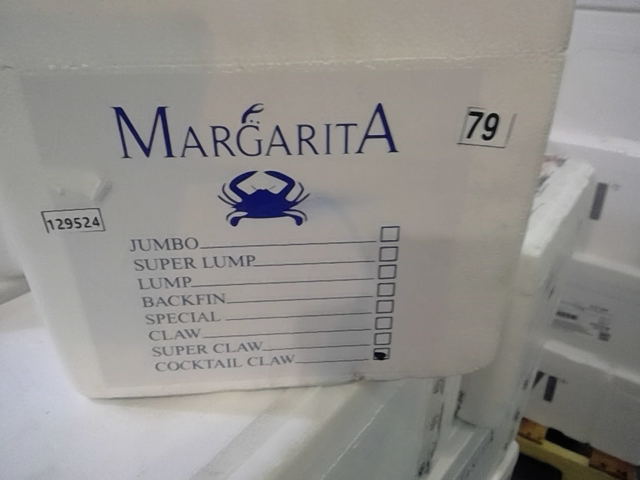 MARGARITA
79
129524
JUMBO
SUPER LUMP
LUMP
BACKFIN
SPECIAL
CLAW
SUPER CLAW
COCKTAIL CLAW